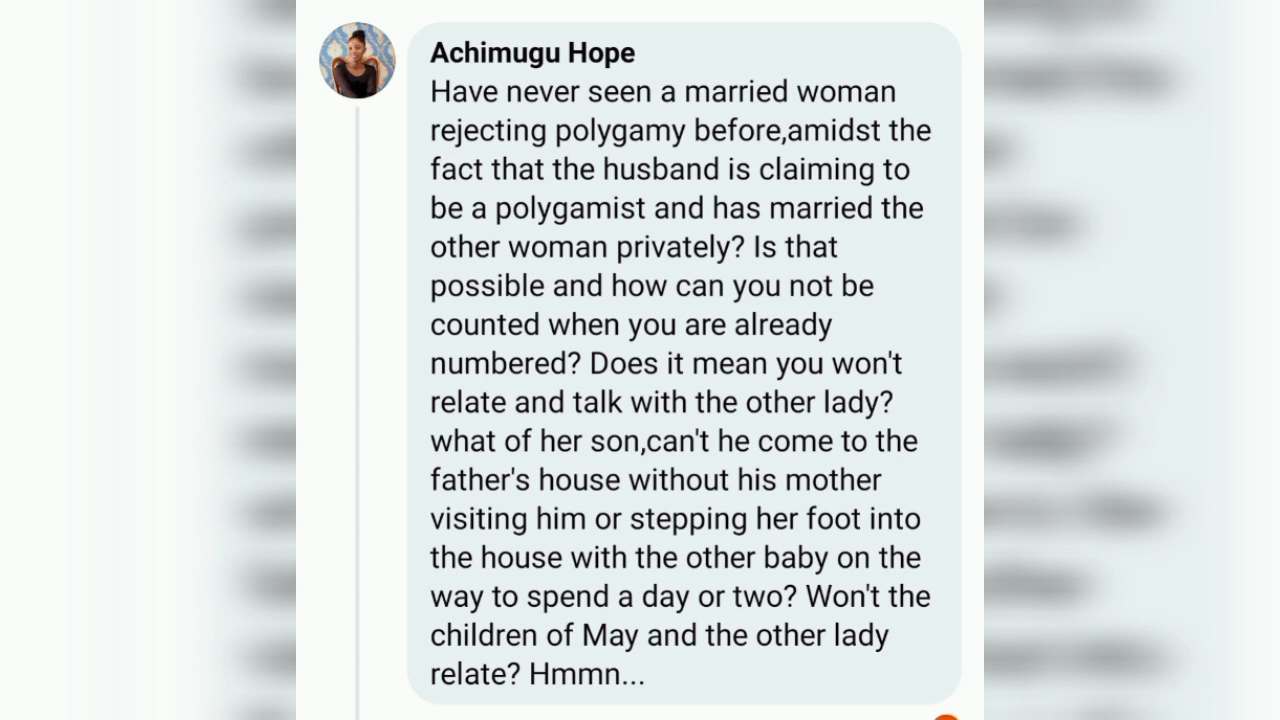 Achimugu Hope
Have never seen a married woman
rejecting polygamy before,amidst the
fact that the husband is claiming to
be a polygamist and has married the
other woman privately? Is that
possible and how can you not be
counted when you are already
numbered? Does it mean you won't
relate and talk with the other lady?
what of her son,can't he come to the
father's house without his mother
visiting him or stepping her foot into
the house with the other baby on the
way to spend a day or two? Won't the
children of May and the other lady
relate? Hmmn...